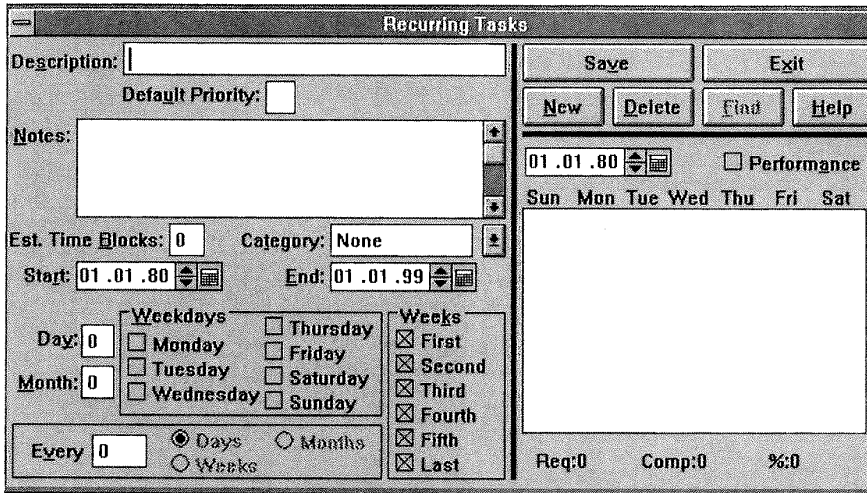 Recurring Tasks
Description:
Default Priority:
Notes:
Est. Time Blocks: 0 Category: None
Start: 01.01.80 End: 01.01.99
Day: 0
Month: 0
Weekdays
Monday
Tuesday
Wednesday
Thursday
Friday
Saturday
Sunday
Weeks
First
Second
Third
Fourth
Fifth
Last
Every 0 Days Months
Weeks
Save Exit
New Delete Find Help
01.01.80 Performance
Sun Mon Tue Wed Thu Fri Sat
Req:0 Comp:0 %:0